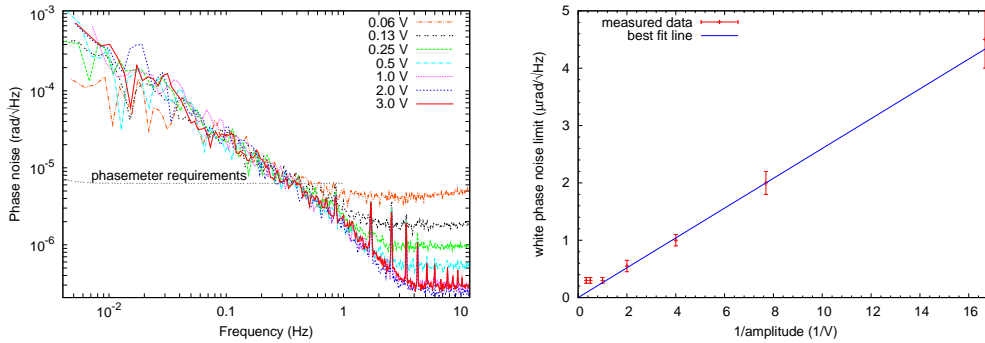 10⁻³
10⁻⁴
10⁻⁵
10⁻⁶
10⁻²
0.1
1
10
Phase noise (rad/√Hz)
Frequency (Hz)
phasemeter requirements
0.06 V
0.13 V
0.25 V
0.5 V
1.0 V
2.0 V
3.0 V
5
4
3
2
1
0
0 2 4 6 8 10 12 14 16
white phase noise limit (μrad/√Hz)
1/amplitude (1/V)
measured data
best fit line